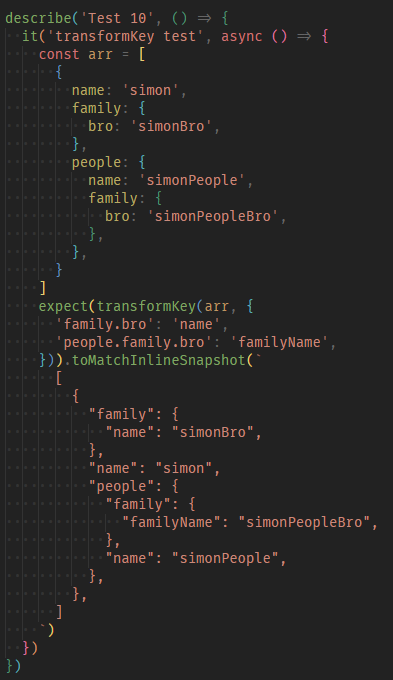 describe('Test 10', () => {
  it('transformKey test', async () => {
    const arr = [
      {
        name: 'simon',
        family: {
          bro: 'simonBro',
        },
        people: {
          name: 'simonPeople',
          family: {
            bro: 'simonPeopleBro',
          },
        },
      }
    ]
    expect(transformKey(arr, {
      'family.bro': 'name',
      'people.family.bro': 'familyName',
    })).toMatchInlineSnapshot(`
      [
        {
          "family": {
            "name": "simonBro",
          },
          "name": "simon",
          "people": {
            "family": {
              "familyName": "simonPeopleBro",
            },
            "name": "simonPeople",
          },
        },
      ]
    `)
  })
})